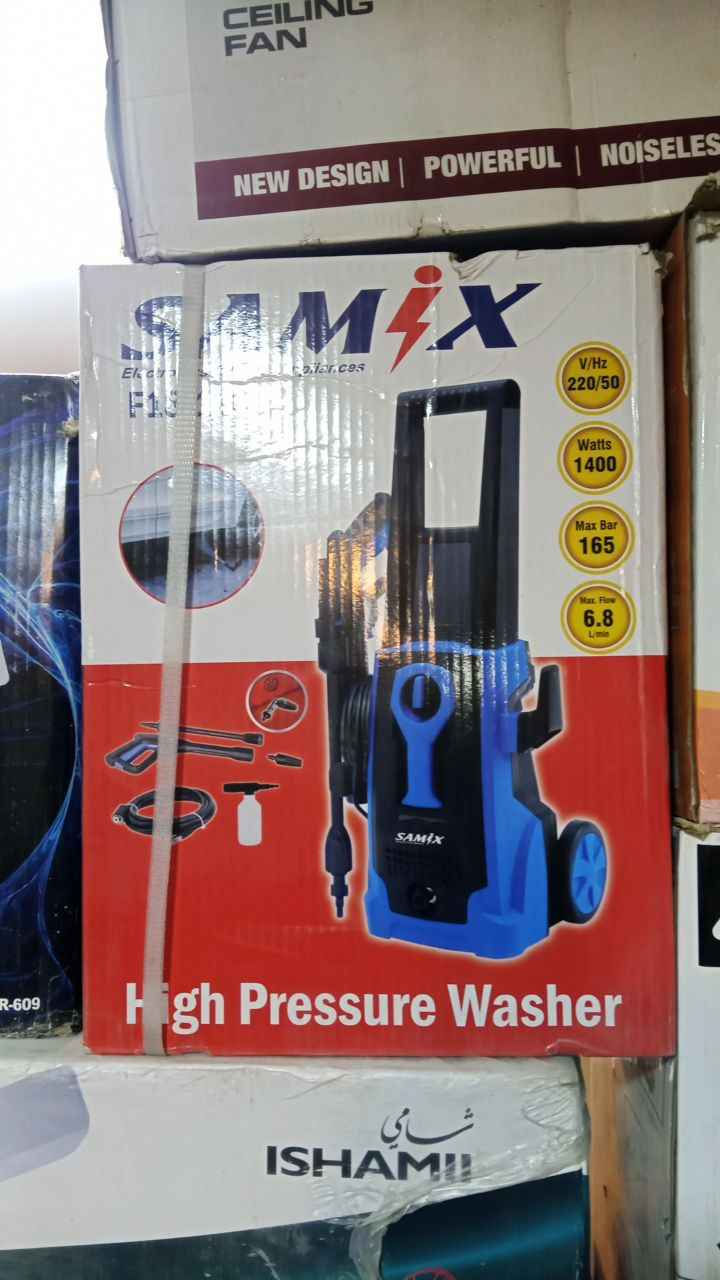 CEILING
FAN
NEW DESIGN | POWERFUL | NOISELES
SAMiX
V/Hz
220/50
Watts
1400
Max Bar
165
Max. Flow
6.8
L/min
SAMiX
High Pressure Washer
R-609
شامي
ISHAMII